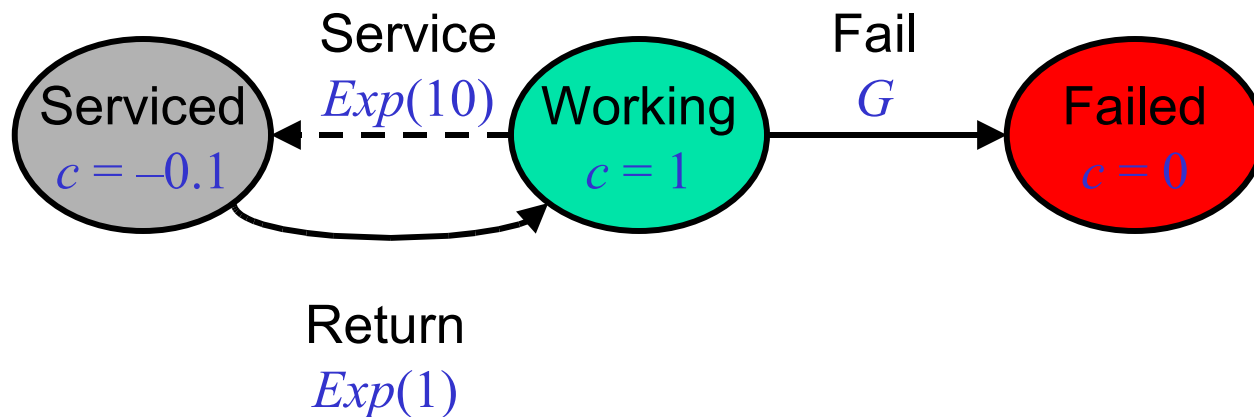 Service
Exp(10)
Fail
G
Serviced
c = –0.1
Working
c = 1
Failed
c = 0
Return
Exp(1)